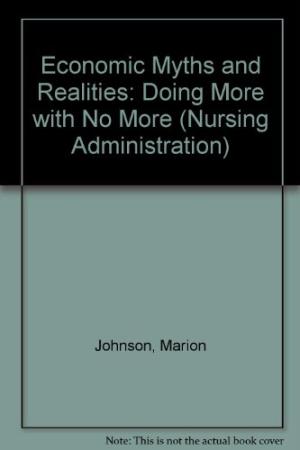 Economic Myths and
Realities: Doing More
with No More (Nursing
Administration)
Johnson, Marion
Note: This is not the actual book cover